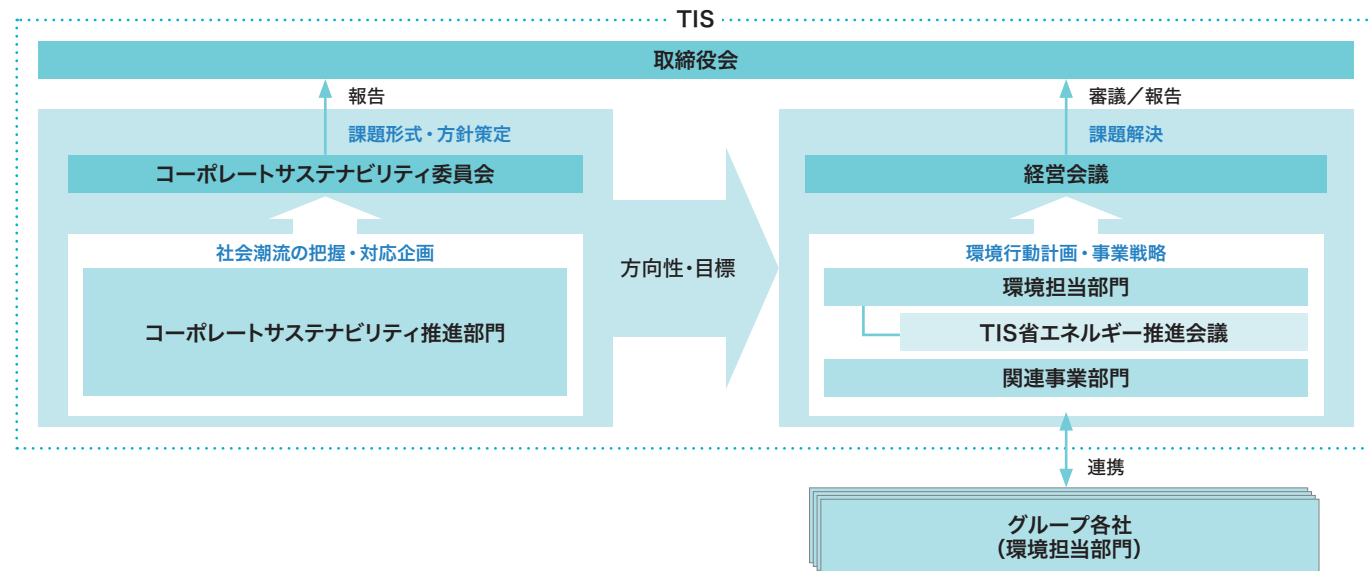 TIS
取締役会
報告
課題形式・方針策定
コーポレートサステナビリティ委員会
社会潮流の把握・対応企画
コーポレートサステナビリティ推進部門
方向性・目標
審議／報告
課題解決
経営会議
環境行動計画・事業戦略
環境担当部門
TIS省エネルギー推進会議
関連事業部門
連携
グループ各社
（環境担当部門）